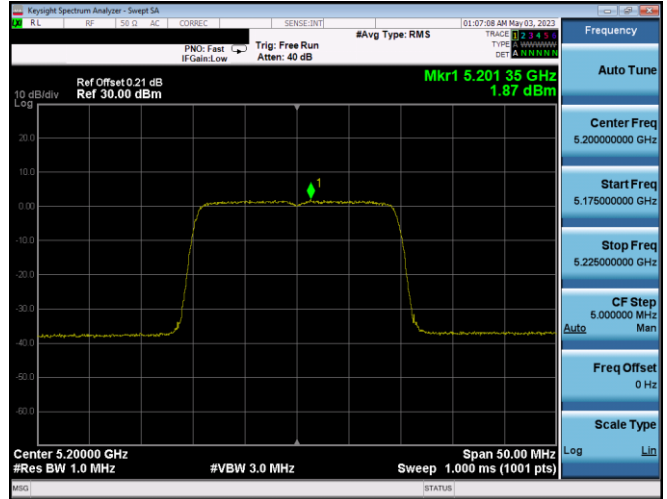 Keysight Spectrum Analyzer - Swept SA
RL RF 50 Ω AC CORREC SENSE:INT 01:07:08 AM May 03, 2023
#Avg Type: RMS
TRACE 1 2 3 4 5 6
TYPE A WWWWW
DET A N N N N N
PNO: Fast
IFGain:Low
Trig: Free Run
Atten: 40 dB
Ref Offset 0.21 dB
Ref 30.00 dBm
10 dB/div
Log
Mkr1 5.201 35 GHz
1.87 dBm
20.0
10.0
0.00
-10.0
-20.0
-30.0
-40.0
-50.0
-60.0
1
Center 5.20000 GHz
#Res BW 1.0 MHz
#VBW 3.0 MHz
Span 50.00 MHz
Sweep 1.000 ms (1001 pts)
MSG
STATUS
Frequency
Auto Tune
Center Freq
5.200000000 GHz
Start Freq
5.175000000 GHz
Stop Freq
5.225000000 GHz
CF Step
5.000000 MHz
Auto Man
Freq Offset
0 Hz
Scale Type
Log Lin